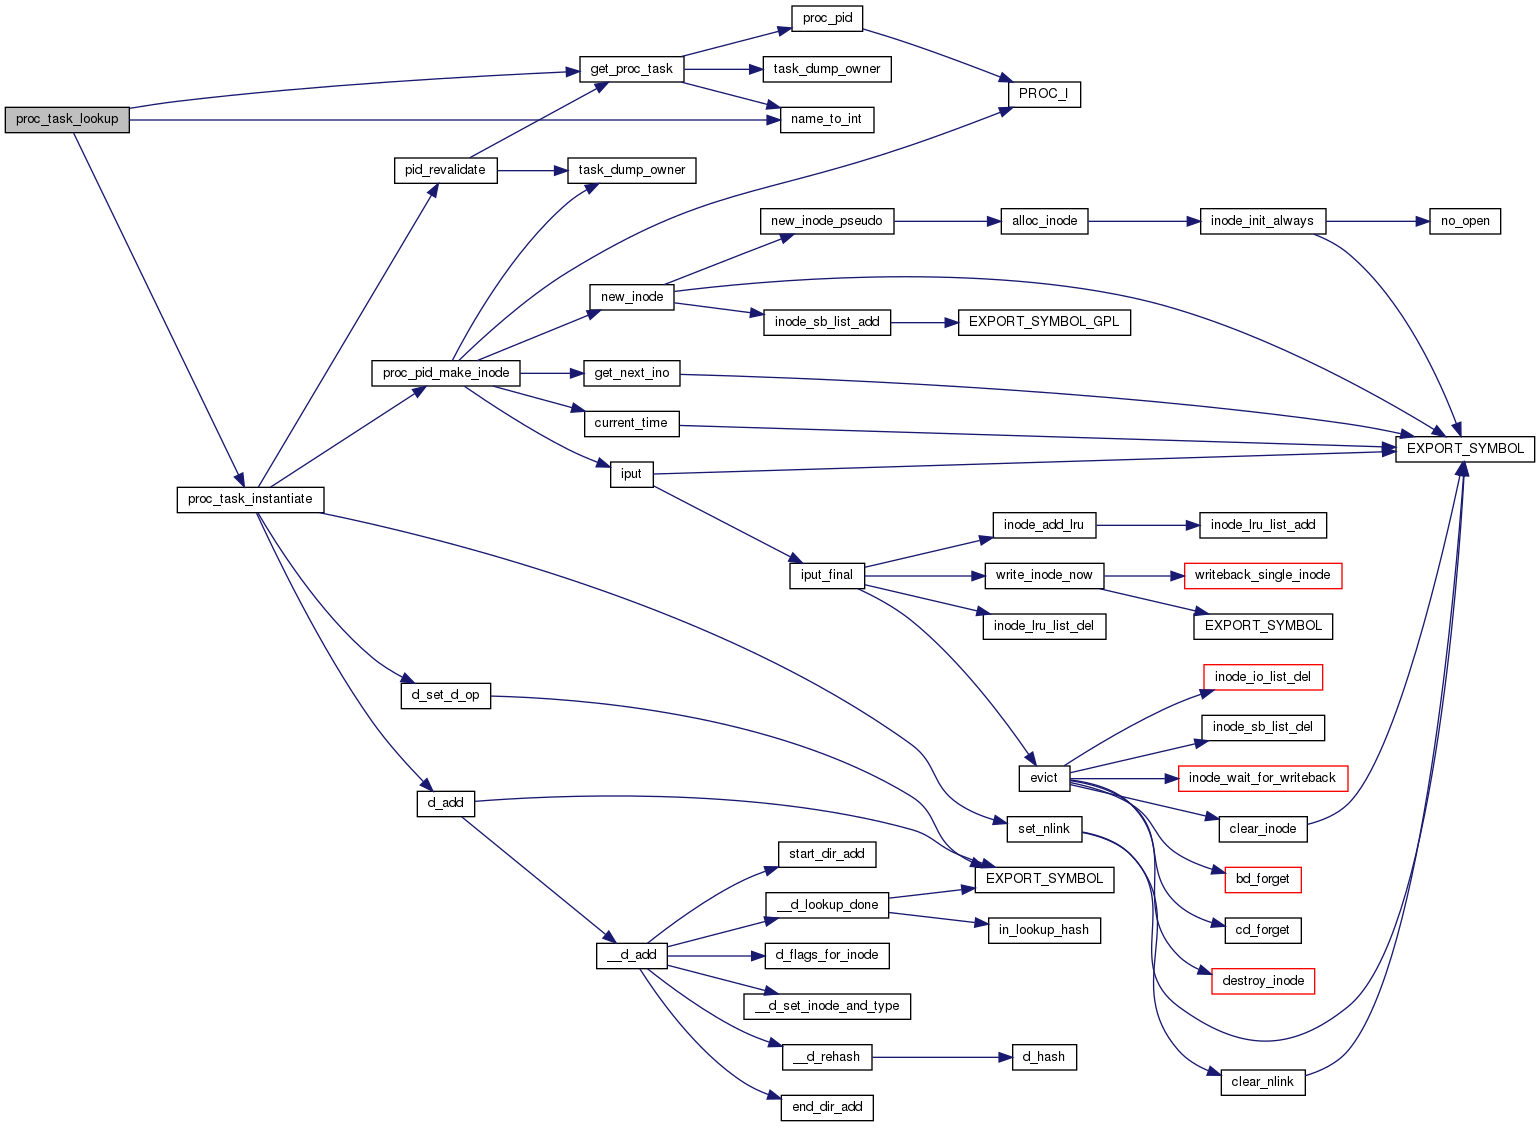 proc_pid
get_proc_task
task_dump_owner
PROC_I
proc_task_lookup
name_to_int
pid_revalidate
task_dump_owner
new_inode_pseudo
alloc_inode
inode_init_always
no_open
new_inode
inode_sb_list_add
EXPORT_SYMBOL_GPL
proc_pid_make_inode
get_next_ino
current_time
EXPORT_SYMBOL
iput
proc_task_instantiate
inode_add_lru
inode_lru_list_add
iput_final
write_inode_now
writeback_single_inode
inode_lru_list_del
EXPORT_SYMBOL
inode_io_list_del
d_set_d_op
inode_sb_list_del
evict
inode_wait_for_writeback
d_add
set_nlink
clear_inode
start_dir_add
EXPORT_SYMBOL
bd_forget
__d_lookup_done
in_lookup_hash
cd_forget
__d_add
d_flags_for_inode
destroy_inode
__d_set_inode_and_type
__d_rehash
d_hash
clear_nlink
end_dir_add